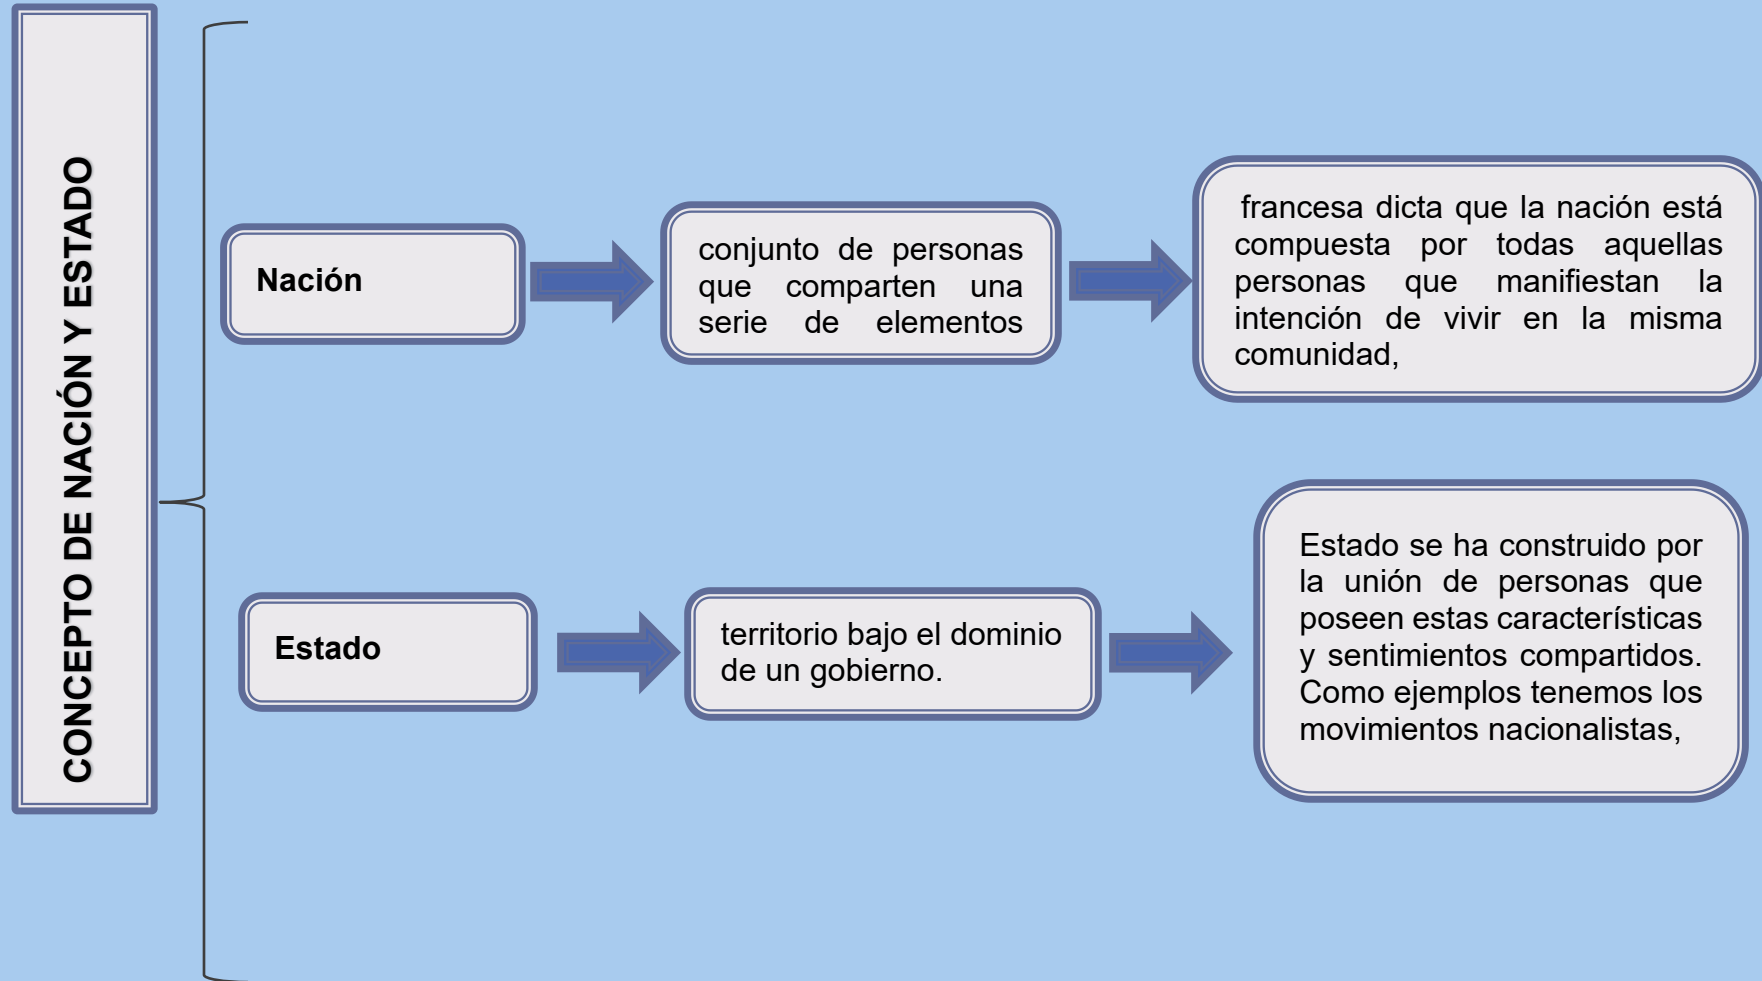 CONCEPTO DE NACIÓN Y ESTADO
Nación
conjunto de personas
que comparten una
serie de elementos
francesa dicta que la nación está
compuesta por todas aquellas
personas que manifiestan la
intención de vivir en la misma
comunidad,
Estado
territorio bajo el dominio
de un gobierno.
Estado se ha construido por
la unión de personas que
poseen estas características
y sentimientos compartidos.
Como ejemplos tenemos los
movimientos nacionalistas,